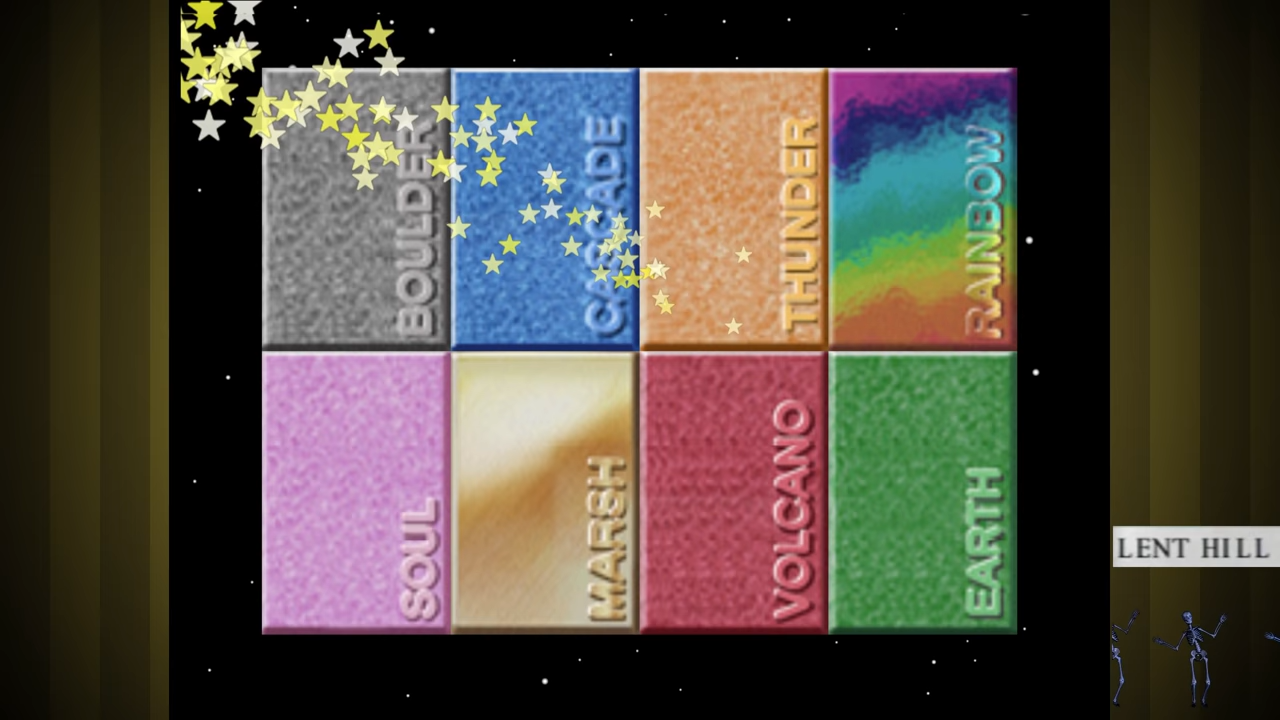 BOULDER
CASCADE
THUNDER
RAINBOW
SOUL
MARSH
VOLCANO
EARTH
LENT HILL